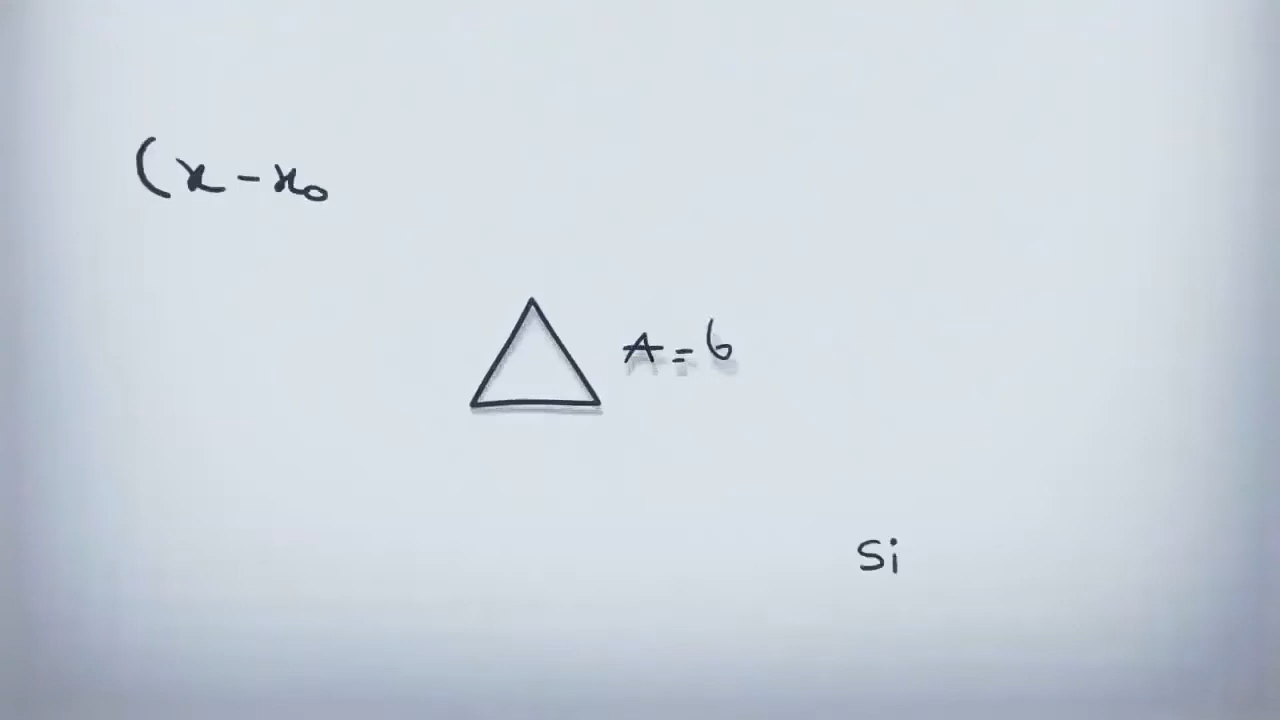 (x - x₀
A = 6
Si